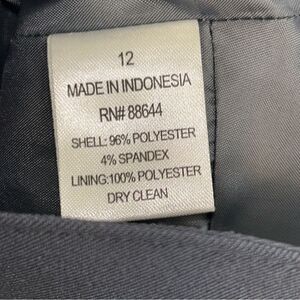 12
MADE IN INDONESIA
RN# 88644
SHELL: 96% POLYESTER
4% SPANDEX
LINING:100% POLYESTER
DRY CLEAN